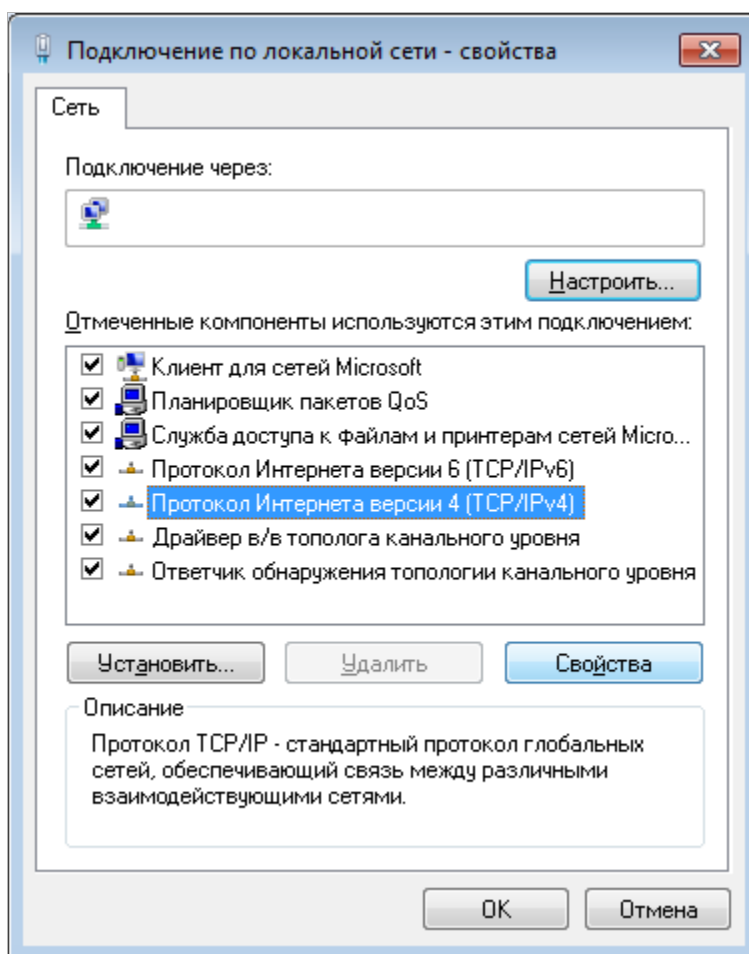 Подключение по локальной сети - свойства
Сеть
Подключение через:
Настроить...
Отмеченные компоненты используются этим подключением:
Клиент для сетей Microsoft
Планировщик пакетов QoS
Служба доступа к файлам и принтерам сетей Micro...
Протокол Интернета версии 6 (TCP/IPv6)
Протокол Интернета версии 4 (TCP/IPv4)
Драйвер в/в тополога канального уровня
Ответчик обнаружения топологии канального уровня
Установить...
Удалить
Свойства
Описание
Протокол TCP/IP - стандартный протокол глобальных
сетей, обеспечивающий связь между различными
взаимодействующими сетями.
OK
Отмена